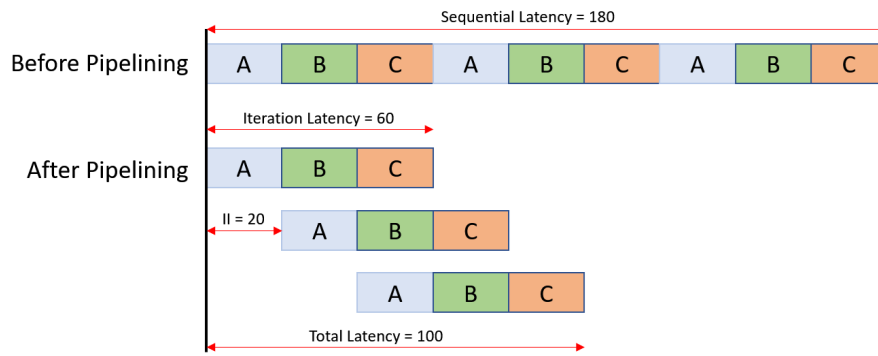 Sequential Latency = 180
Before Pipelining A B C A B C A B C
Iteration Latency = 60
After Pipelining A B C
II = 20
A B C
A B C
Total Latency = 100